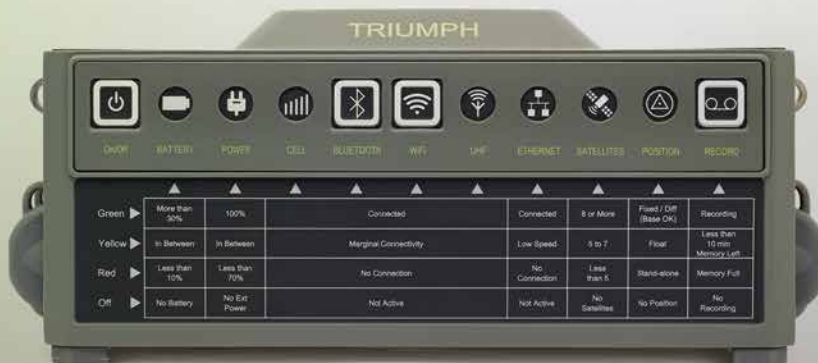 TRIUMPH
On/Off BATTERY POWER CELL BLUETOOTH WiFi UHF ETHERNET SATELLITES POSITION RECORD
Green More than 30% 100% Connected Connected 8 or More Fixed / Diff (Base OK) Recording
Yellow In Between In Between Marginal Connectivity Low Speed 5 to 7 Float Less than 10 min Memory Left
Red Less than 10% Less than 70% No Connection No Connection Less than 5 Stand-alone Memory Full
Off No Battery No Ext Power Not Active Not Active No Satellites No Position No Recording